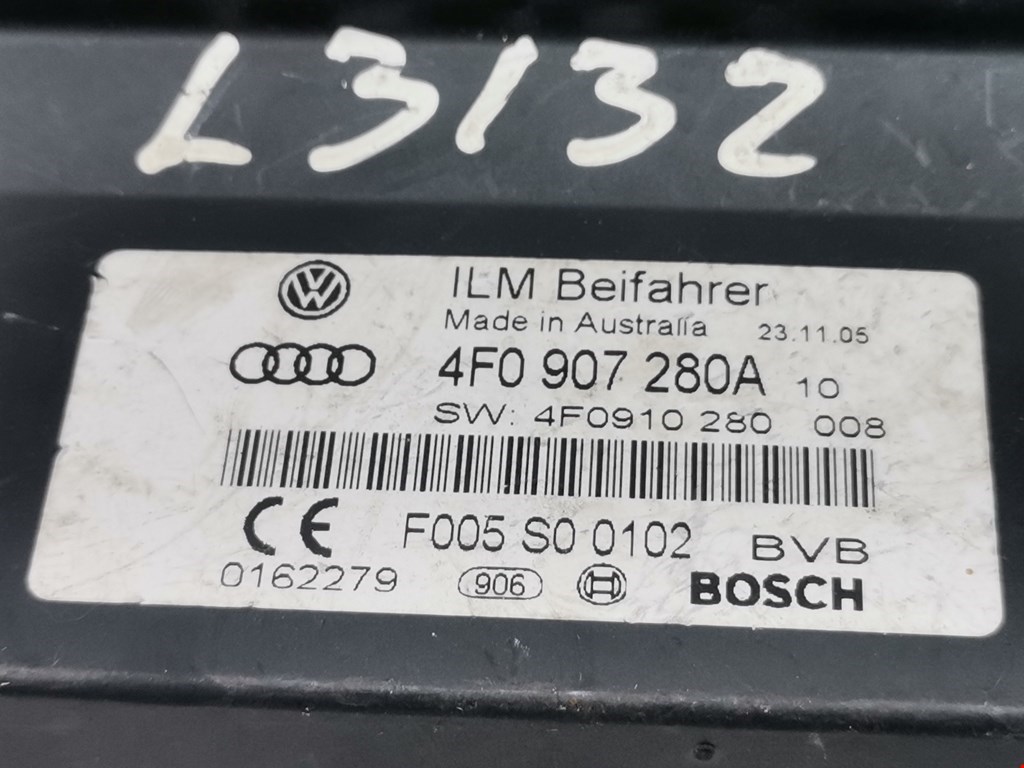 L3132
ILM Beifahrer
Made in Australia 23.11.05
4F0 907 280A 10
SW: 4F0910 280 008
CE F005 S0 0102 BVB
0162279 906 BOSCH